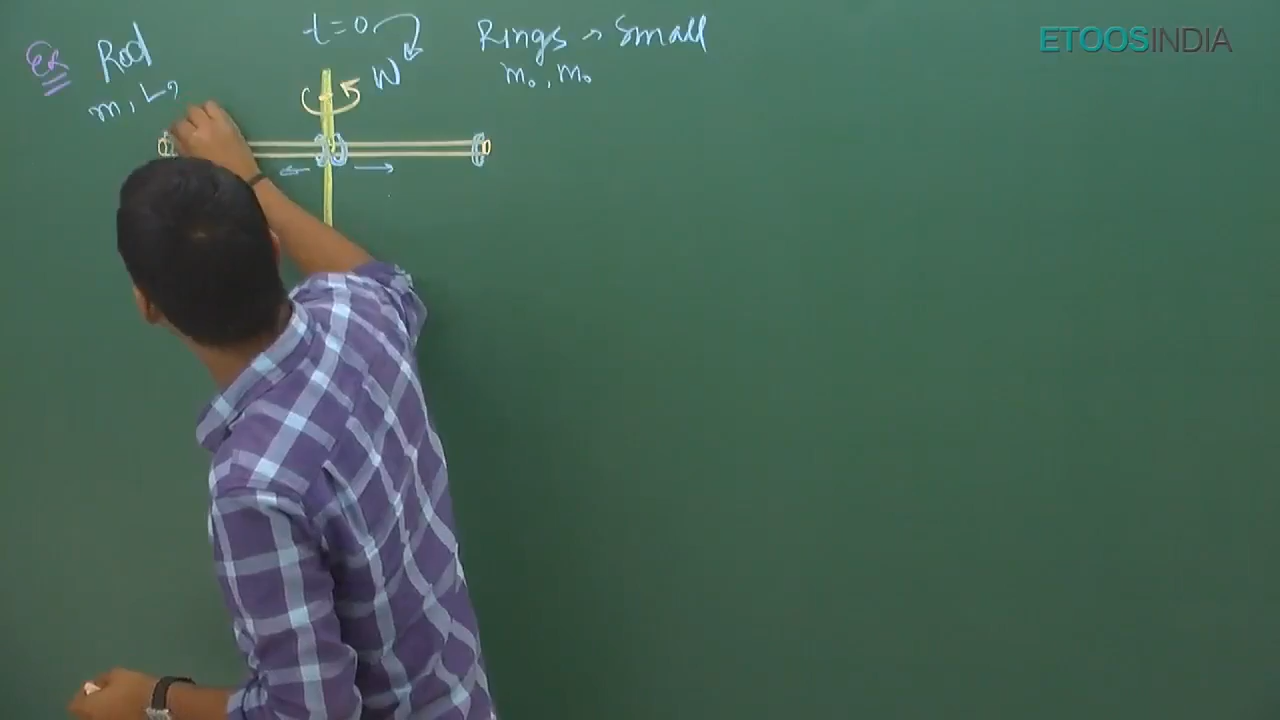 Ex Rod
m, L,
t=0
ω
Rings → Small
m₀, m₀
ETOOSINDIA